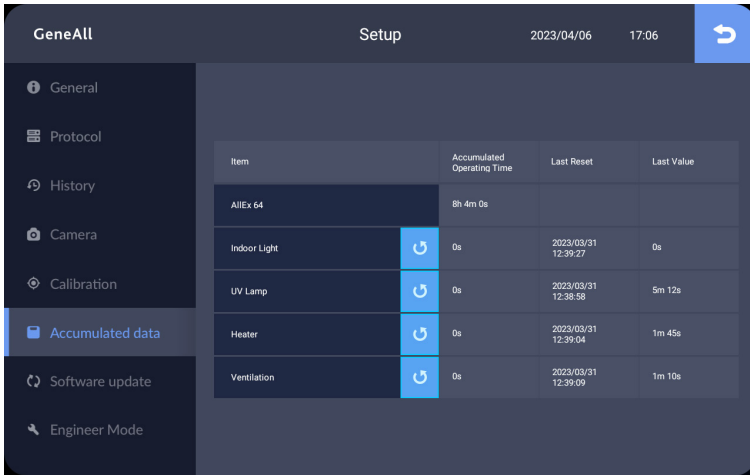 GeneAll
Setup
2023/04/06
17:06
General
Protocol
History
Camera
Calibration
Accumulated data
Software update
Engineer Mode
Item
Accumulated
Operating Time
Last Reset
Last Value
AllEx 64
8h 4m 0s
Indoor Light
0s
2023/03/31
12:39:27
0s
UV Lamp
0s
2023/03/31
12:38:58
5m 12s
Heater
0s
2023/03/31
12:39:04
1m 45s
Ventilation
0s
2023/03/31
12:39:09
1m 10s